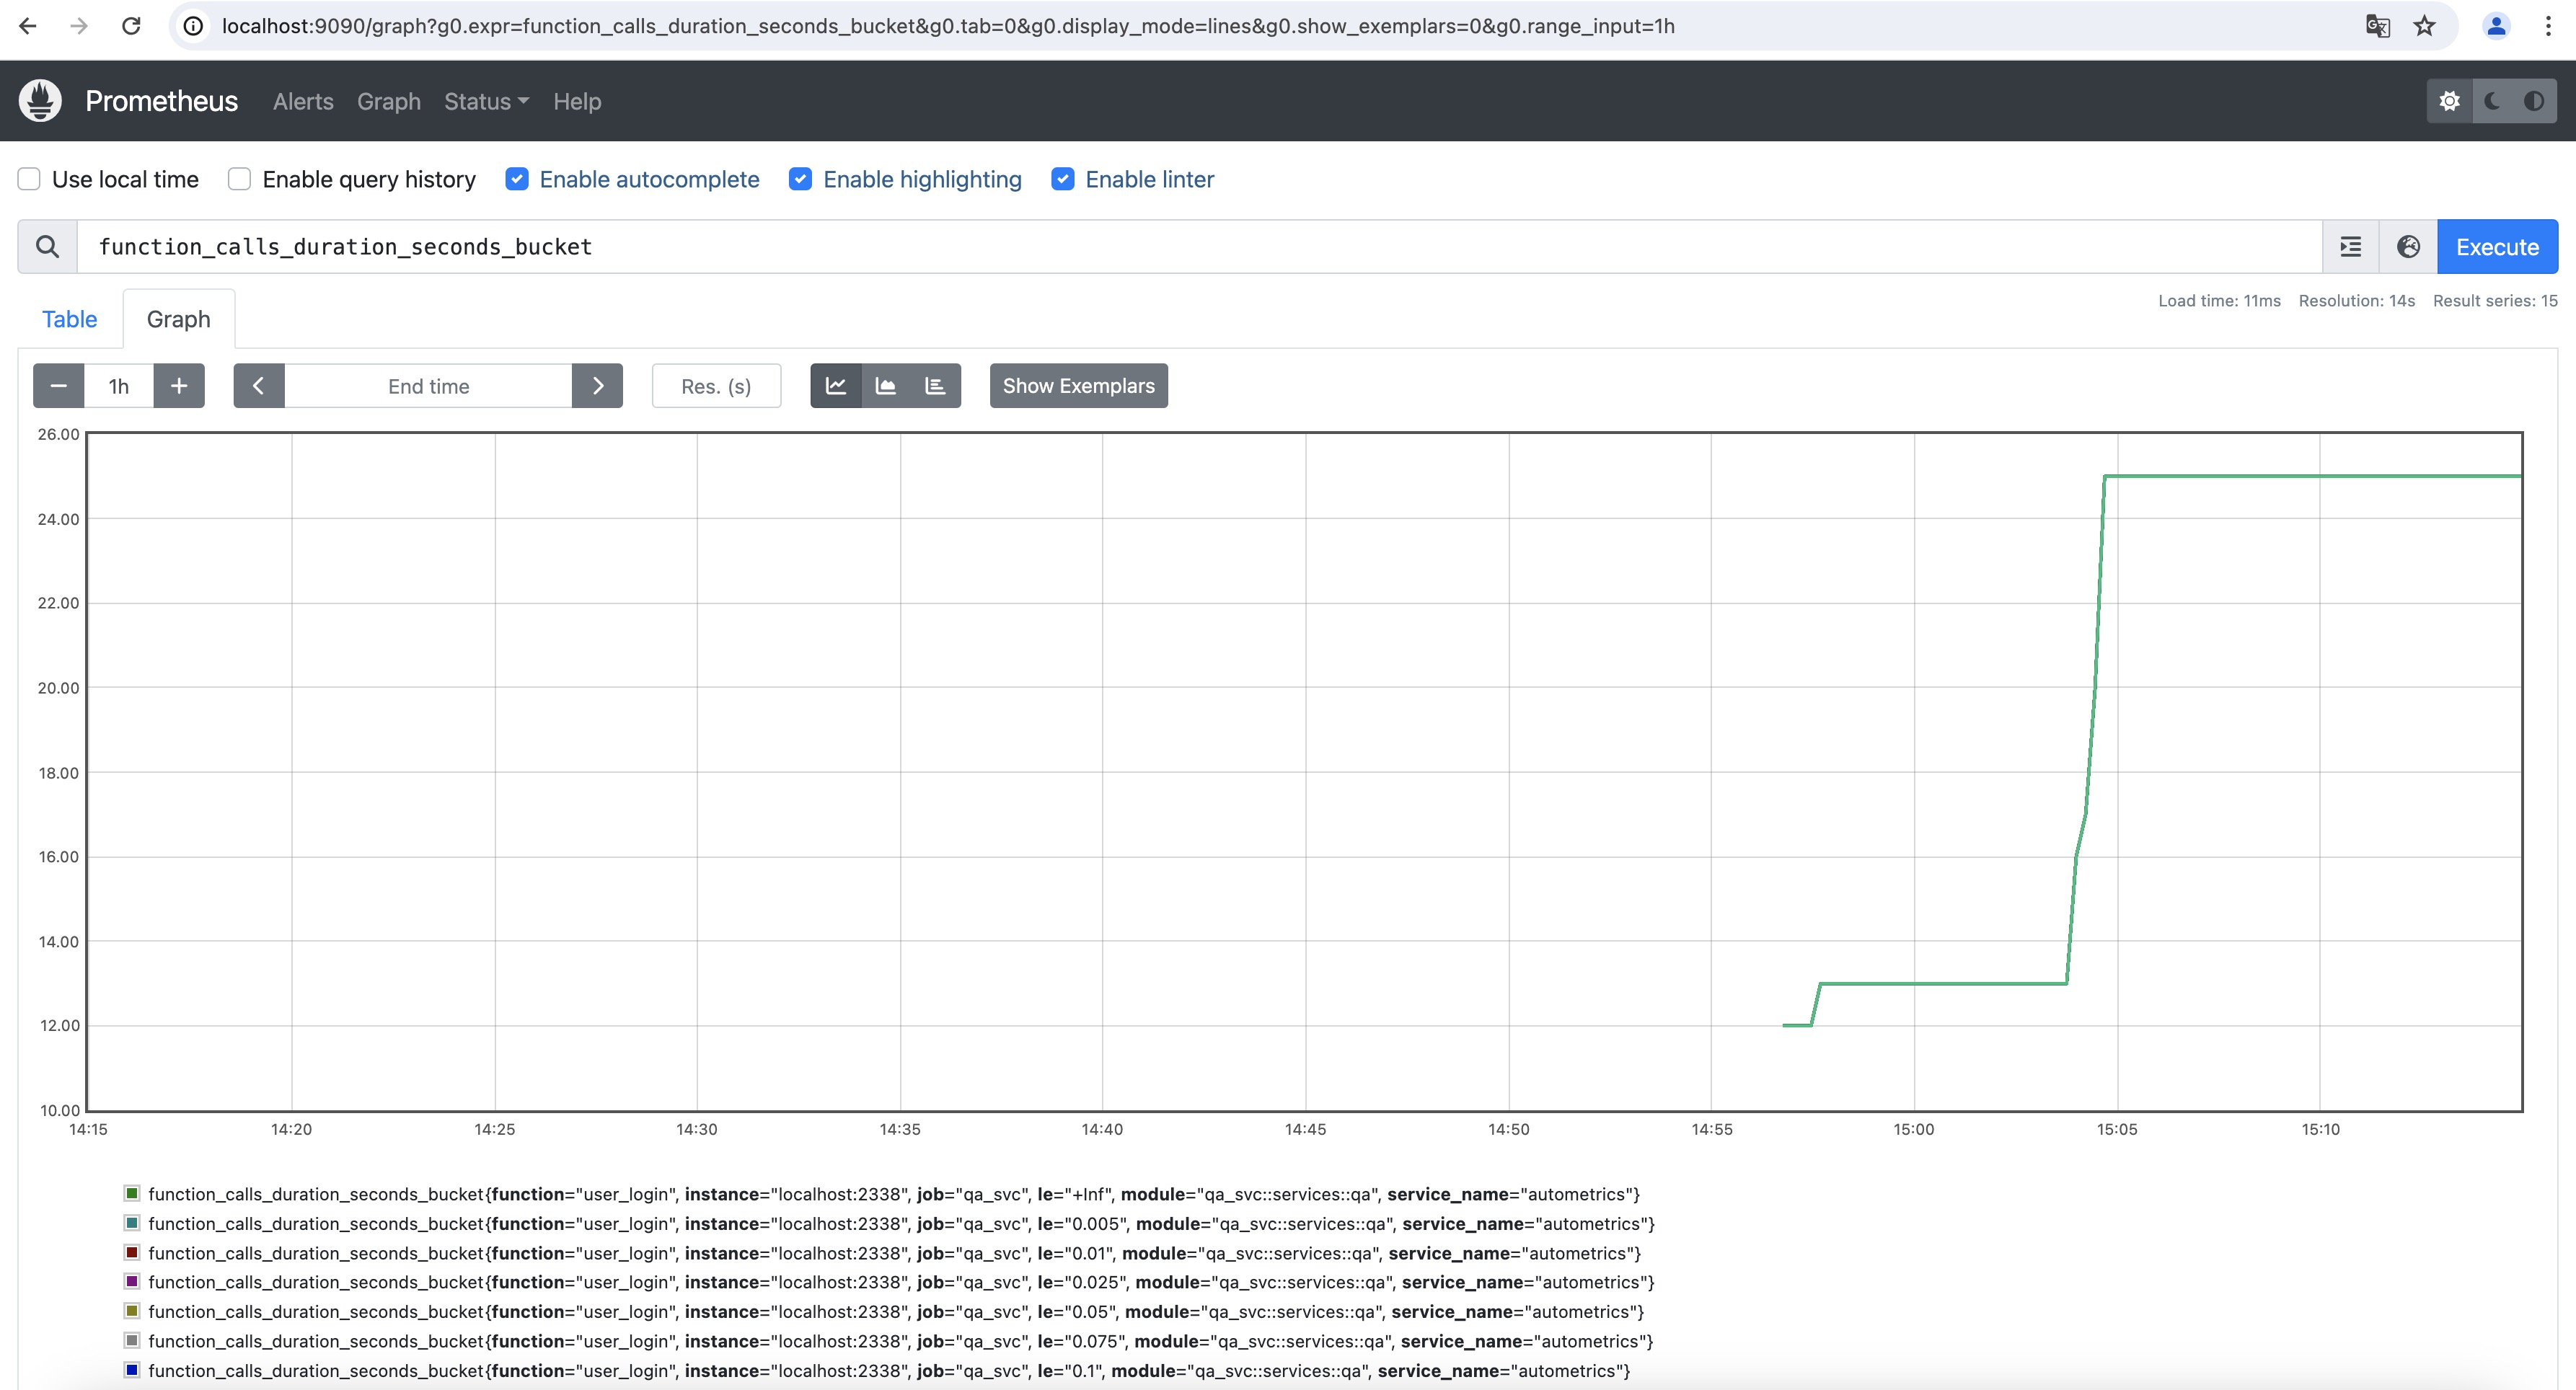 localhost:9090/graph?g0.expr=function_calls_duration_seconds_bucket&g0.tab=0&g0.display_mode=lines&g0.show_exemplars=0&g0.range_input=1h
Prometheus Alerts Graph Status Help
Use local time Enable query history Enable autocomplete Enable highlighting Enable linter
function_calls_duration_seconds_bucket Execute
Load time: 11ms Resolution: 14s Result series: 15
Table Graph
1h End time Res. (s) Show Exemplars
26.00
24.00
22.00
20.00
18.00
16.00
14.00
12.00
10.00
14:15 14:20 14:25 14:30 14:35 14:40 14:45 14:50 14:55 15:00 15:05 15:10
function_calls_duration_seconds_bucket{function="user_login", instance="localhost:2338", job="qa_svc", le="+Inf", module="qa_svc::services::qa", service_name="autometrics"}
function_calls_duration_seconds_bucket{function="user_login", instance="localhost:2338", job="qa_svc", le="0.005", module="qa_svc::services::qa", service_name="autometrics"}
function_calls_duration_seconds_bucket{function="user_login", instance="localhost:2338", job="qa_svc", le="0.01", module="qa_svc::services::qa", service_name="autometrics"}
function_calls_duration_seconds_bucket{function="user_login", instance="localhost:2338", job="qa_svc", le="0.025", module="qa_svc::services::qa", service_name="autometrics"}
function_calls_duration_seconds_bucket{function="user_login", instance="localhost:2338", job="qa_svc", le="0.05", module="qa_svc::services::qa", service_name="autometrics"}
function_calls_duration_seconds_bucket{function="user_login", instance="localhost:2338", job="qa_svc", le="0.075", module="qa_svc::services::qa", service_name="autometrics"}
function_calls_duration_seconds_bucket{function="user_login", instance="localhost:2338", job="qa_svc", le="0.1", module="qa_svc::services::qa", service_name="autometrics"}